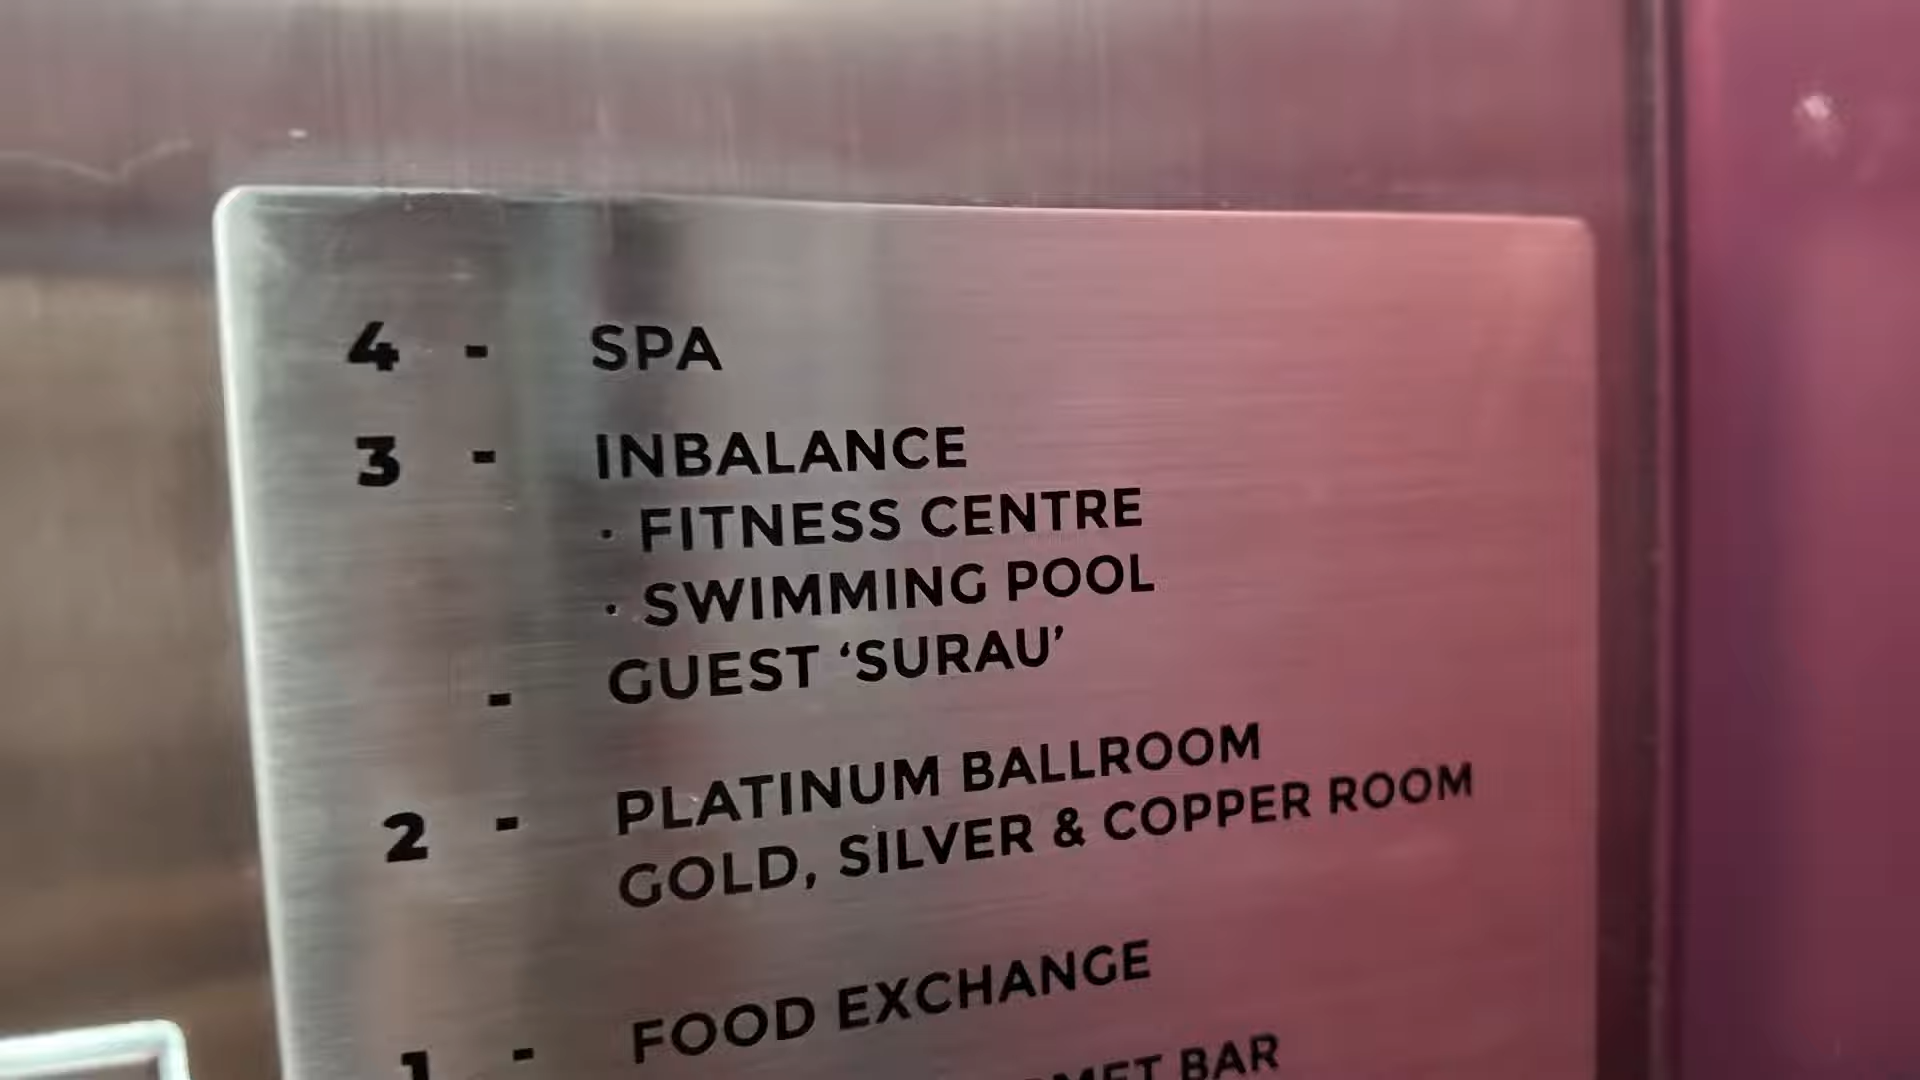 4 - SPA
3 - INBALANCE
· FITNESS CENTRE
· SWIMMING POOL
- GUEST ‘SURAU’
2 - PLATINUM BALLROOM
GOLD, SILVER & COPPER ROOM
1 - FOOD EXCHANGE
BAR